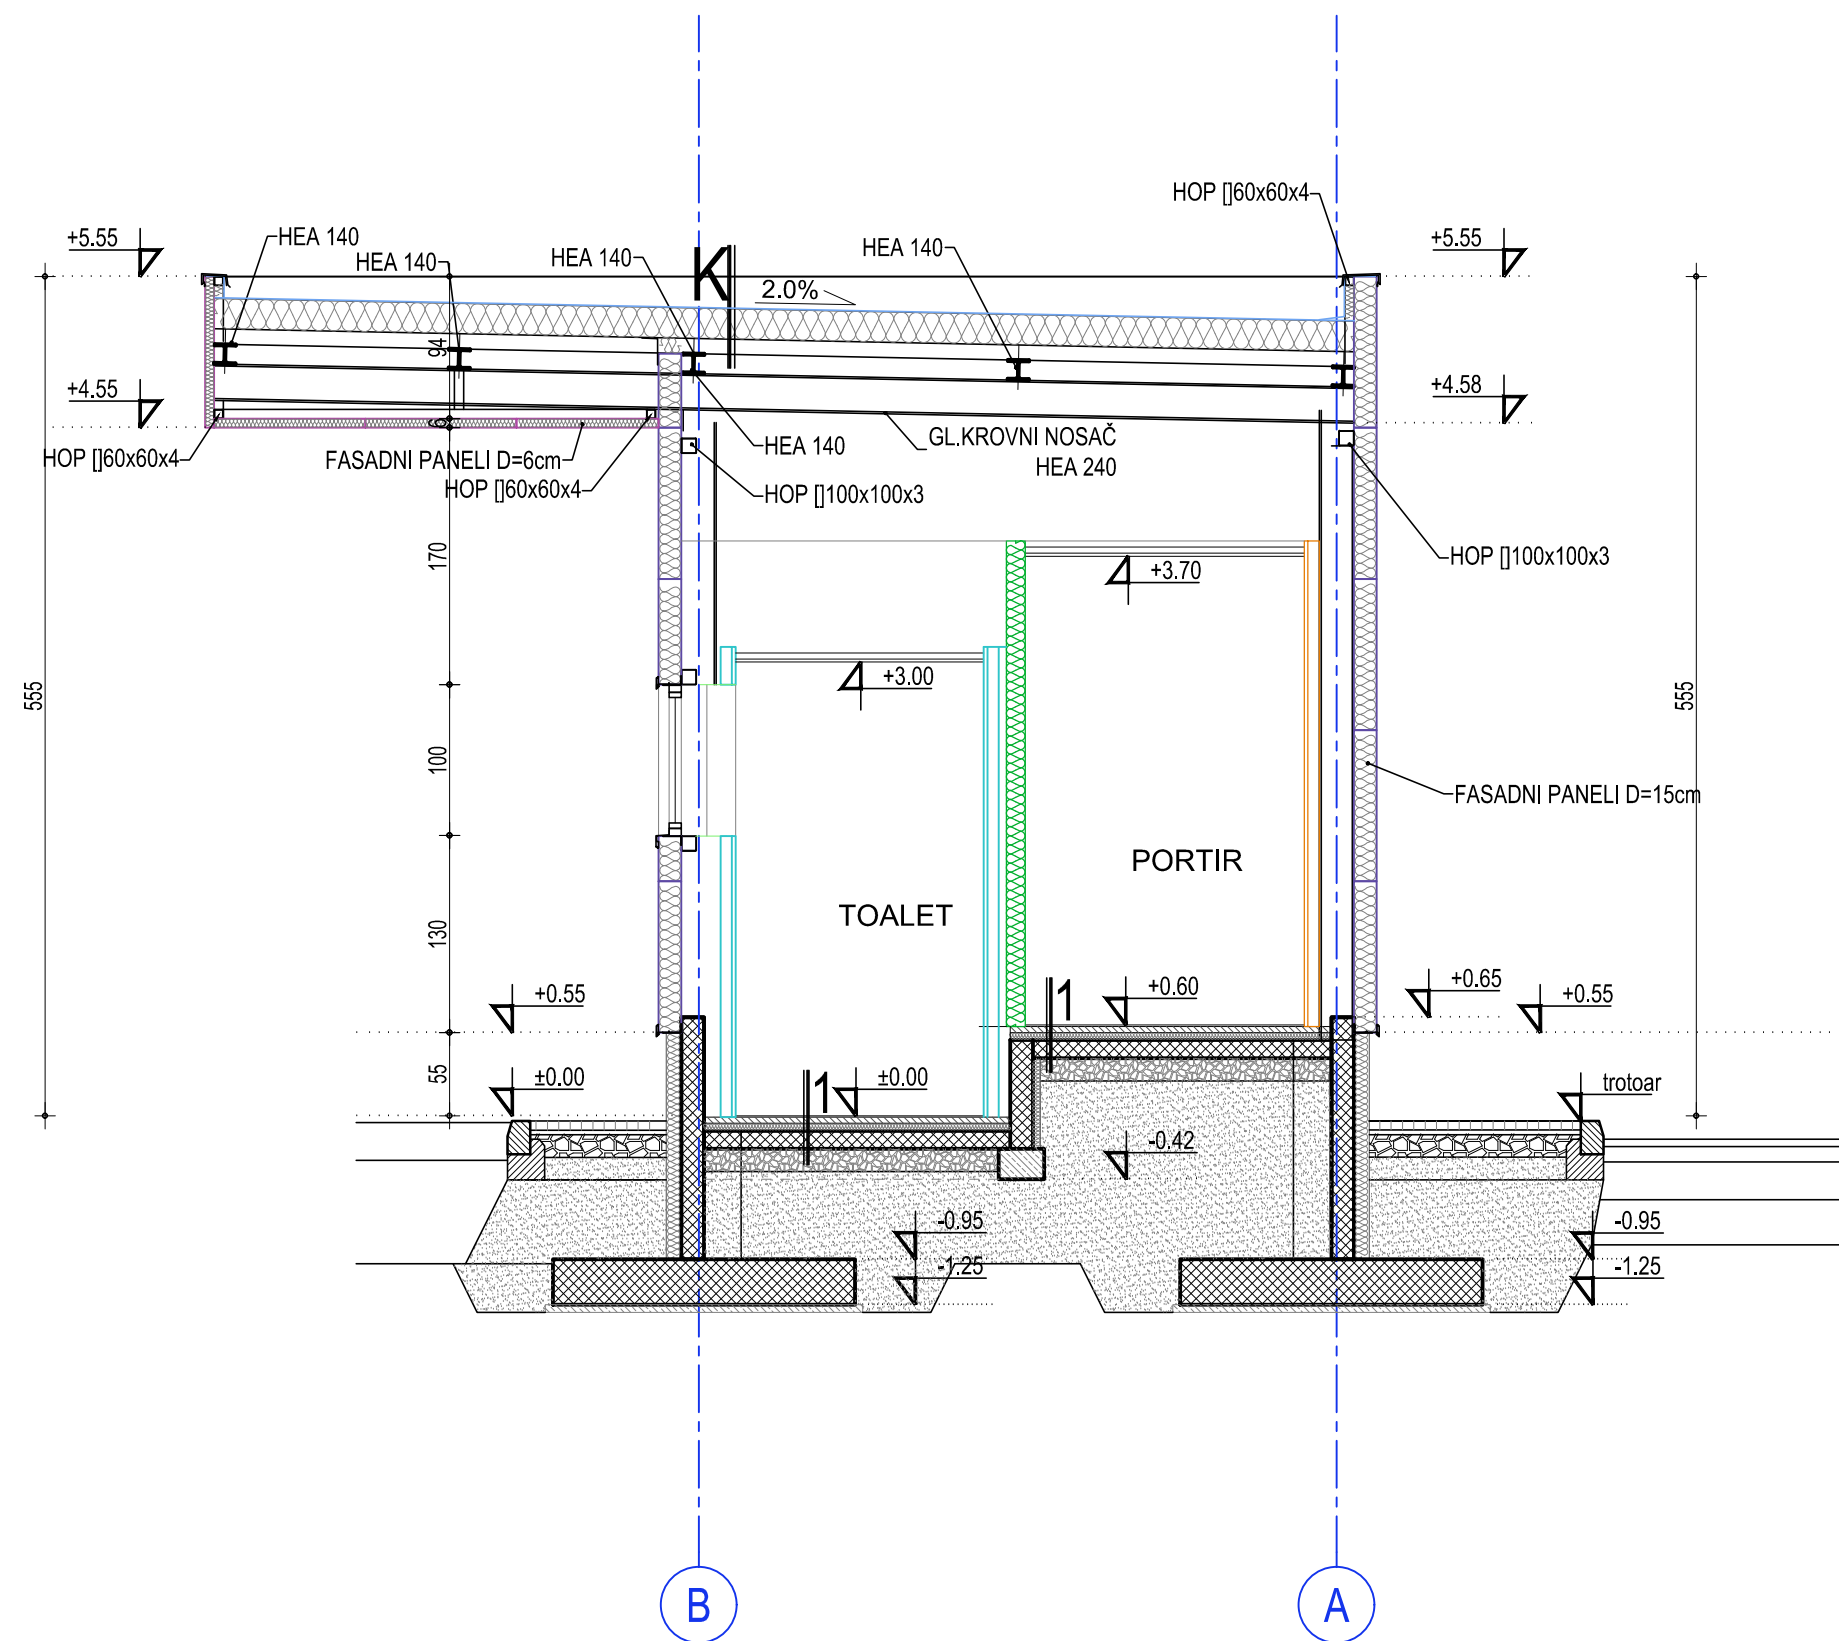 HOP []60x60x4
+5.55
HEA 140
HEA 140
HEA 140
K
HEA 140
+5.55
2.0%
94
+4.55
+4.58
6
HOP []60x60x4
FASADNI PANELI D=6cm
HOP []60x60x4
HEA 140
GL.KROVNI NOSAČ
HEA 240
HOP []100x100x3
170
+3.70
HOP []100x100x3
+3.00
555
555
100
FASADNI PANELI D=15cm
PORTIR
TOALET
130
+0.55
1
+0.60
+0.65
+0.55
55
±0.00
1
±0.00
trotoar
-0.42
-0.95
-0.95
-1.25
-1.25
B
A